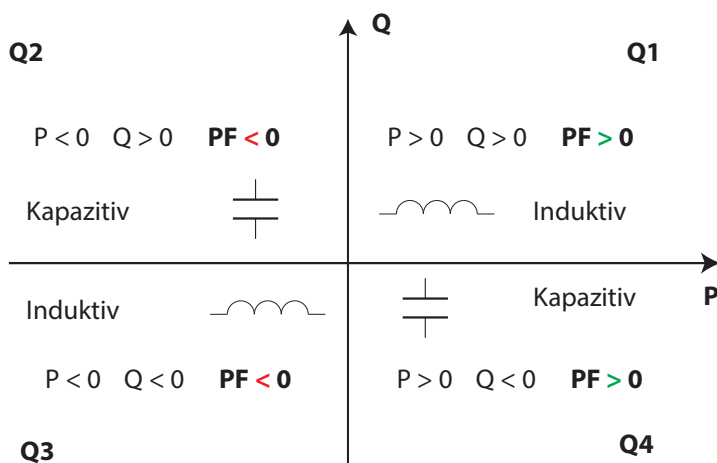 Q
Q2
Q1
P < 0 Q > 0 PF < 0
P > 0 Q > 0 PF > 0
Kapazitiv
Induktiv
P
Induktiv
Kapazitiv
P < 0 Q < 0 PF < 0
P > 0 Q < 0 PF > 0
Q3
Q4